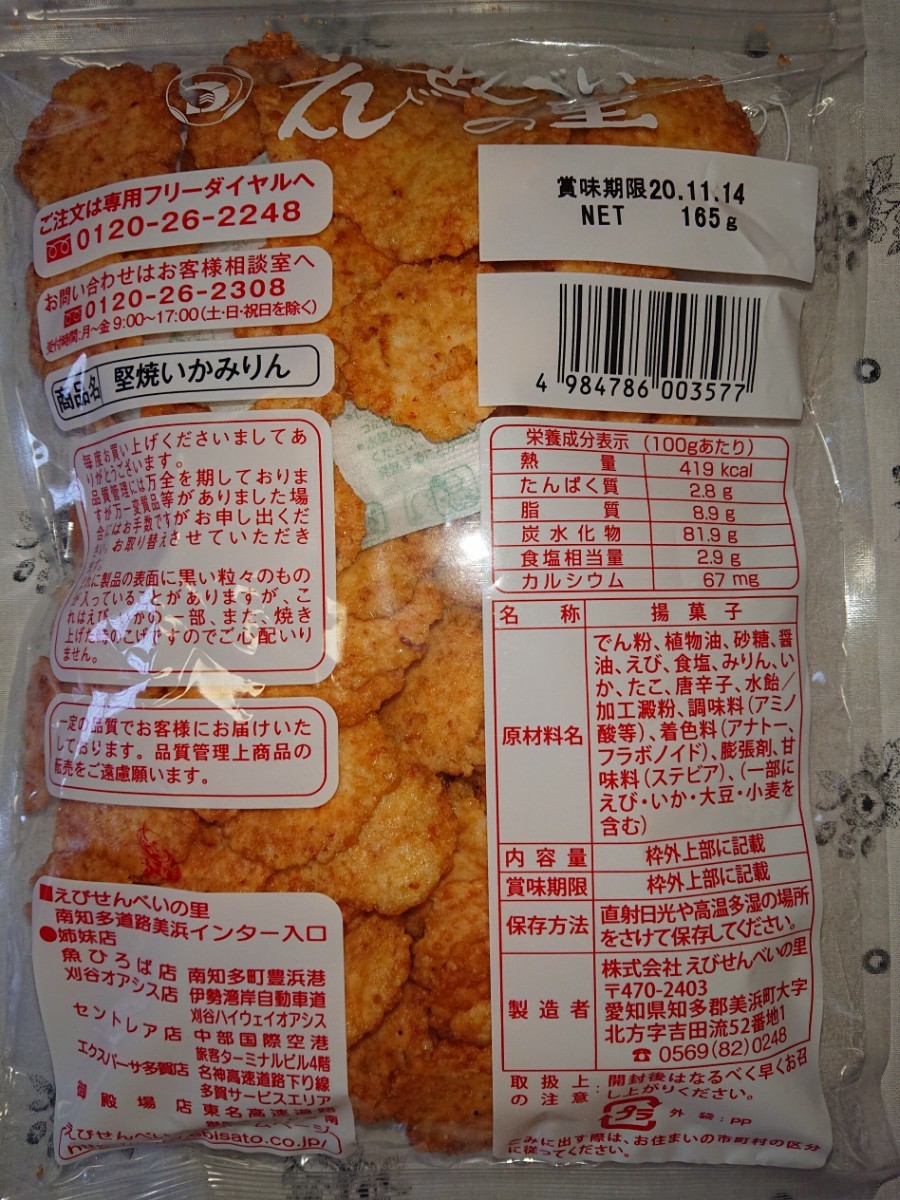 えびせんべいの里
ご注文は専用フリーダイヤルへ
0120-26-2248
お問い合わせはお客様相談室へ
0120-26-2308
受付時間:月~金 9:00~17:00(土・日・祝日を除く)
商品名 堅焼いかみりん
毎度お買い上げくださいましてあ
りがとうございます。
品質管理には万全を期しておりま
すが万一変質品等がありました場
合にはお手数ですがお申し出くだ
お取り替えさせていただき
に製品の表面に黒い粒々のもの
が入っていることがありますが、こ
れはえび、いかの一部、また、焼き
上げた時のこげですのでご心配いり
ません。
一定の品質でお客様にお届けいた
しております。品質管理上商品の
転売をご遠慮願います。
■えびせんべいの里
南知多道路美浜インター入口
●姉妹店
魚ひろば店 南知多町豊浜港
刈谷オアシス店 伊勢湾岸自動車道
刈谷ハイウェイオアシス
セントレア店 中部国際空港
旅客ターミナルビル4階
エクスパーサ多賀店 名神高速道路下り線
多賀サービスエリア
御殿場店 東名高速道路
ームページ
えびせんべい bisato.co.jp/
賞味期限20.11.14
NET 165g
4 984786 003577
栄養成分表示 (100gあたり)
熱量 419 kcal
たんぱく質 2.8 g
脂質 8.9 g
炭水化物 81.9 g
食塩相当量 2.9 g
カルシウム 67 mg
名称 揚菓子
原材料名 でん粉、植物油、砂糖、醤
油、えび、食塩、みりん、い
か、たこ、唐辛子、水飴/
加工澱粉、調味料(アミノ
酸等)、着色料(アナトー、
フラボノイド)、膨張剤、甘
味料(ステビア)、(一部に
えび・いか・大豆・小麦を
含む)
内容量 枠外上部に記載
賞味期限 枠外上部に記載
保存方法 直射日光や高温多湿の場所
をさけて保存してください。
製造者 株式会社 えびせんべいの里
〒470-2403
愛知県知多郡美浜町大字
北方字吉田流52番地1
☎ 0569(82)0248
取扱上の注意:開封後はなるべく早くお召
し上がりください。
プラ 外袋:PP
ごみに出す際は、お住まいの市町村の区分
に従ってください。